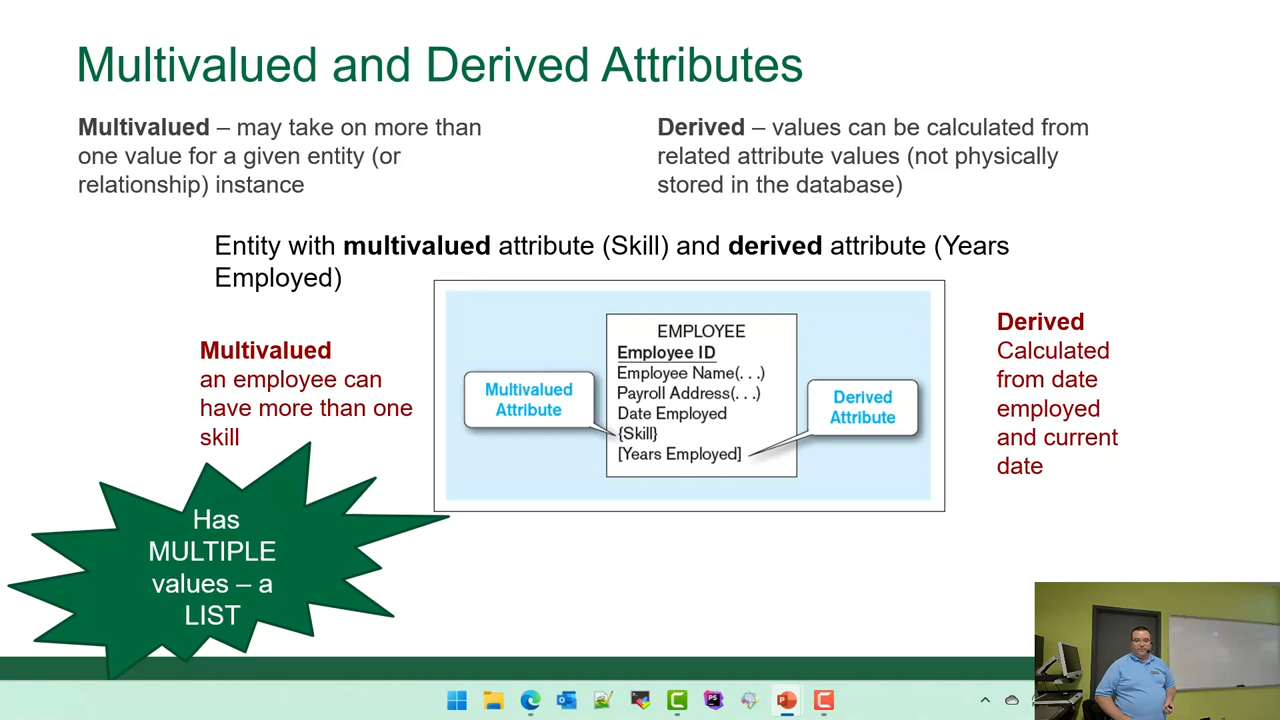 Multivalued and Derived Attributes
Multivalued – may take on more than
one value for a given entity (or
relationship) instance
Derived – values can be calculated from
related attribute values (not physically
stored in the database)
Entity with multivalued attribute (Skill) and derived attribute (Years
Employed)
Multivalued
an employee can
have more than one
skill
Multivalued
Attribute
EMPLOYEE
Employee ID
Employee Name(. . .)
Payroll Address(. . .)
Date Employed
{Skill}
[Years Employed]
Derived
Attribute
Derived
Calculated
from date
employed
and current
date
Has
MULTIPLE
values – a
LIST